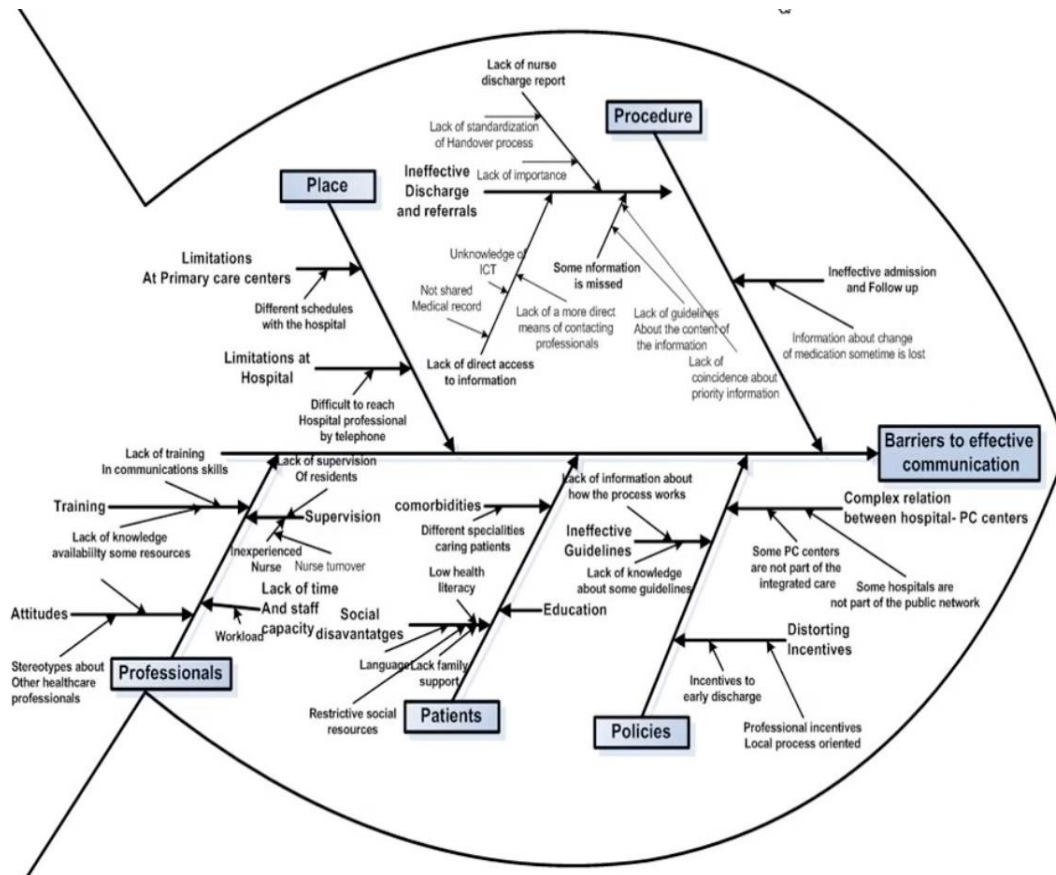 Lack of nurse
discharge report
Procedure
Lack of standardization
of Handover process
Lack of importance
Ineffective
Discharge
and referrals
Place
Limitations
At Primary care centers
Different schedules
with the hospital
Limitations at
Hospital
Difficult to reach
Hospital professional
by telephone
Unknowledge of
ICT
Not shared
Medical record
Lack of a more direct
means of contacting
professionals
Lack of direct access
to information
Some nformation
is missed
Lack of guidelines
About the content of
the information
Lack of
coincidence about
priority information
Ineffective admission
and Follow up
Information about change
of medication sometime is lost
Barriers to effective
communication
Lack of training
In communications skills
Training
Lack of knowledge
availabiilty some resources
Lack of supervision
Of residents
Supervision
Inexperienced
Nurse
Nurse turnover
Attitudes
Stereotypes about
Other healthcare
professionals
Lack of time
And staff
capacity
Workload
Professionals
comorbidities
Different specialities
caring patients
Low health
literacy
Social
disavantatges
Education
Language
Lack family
support
Restrictive social
resources
Patients
Lack of information about
how the process works
Ineffective
Guidelines
Lack of knowledge
about some guidelines
Complex relation
between hospital- PC centers
Some PC centers
are not part of the
integrated care
Some hospitals are
not part of the public network
Distorting
Incentives
Incentives to
early discharge
Professional incentives
Local process oriented
Policies